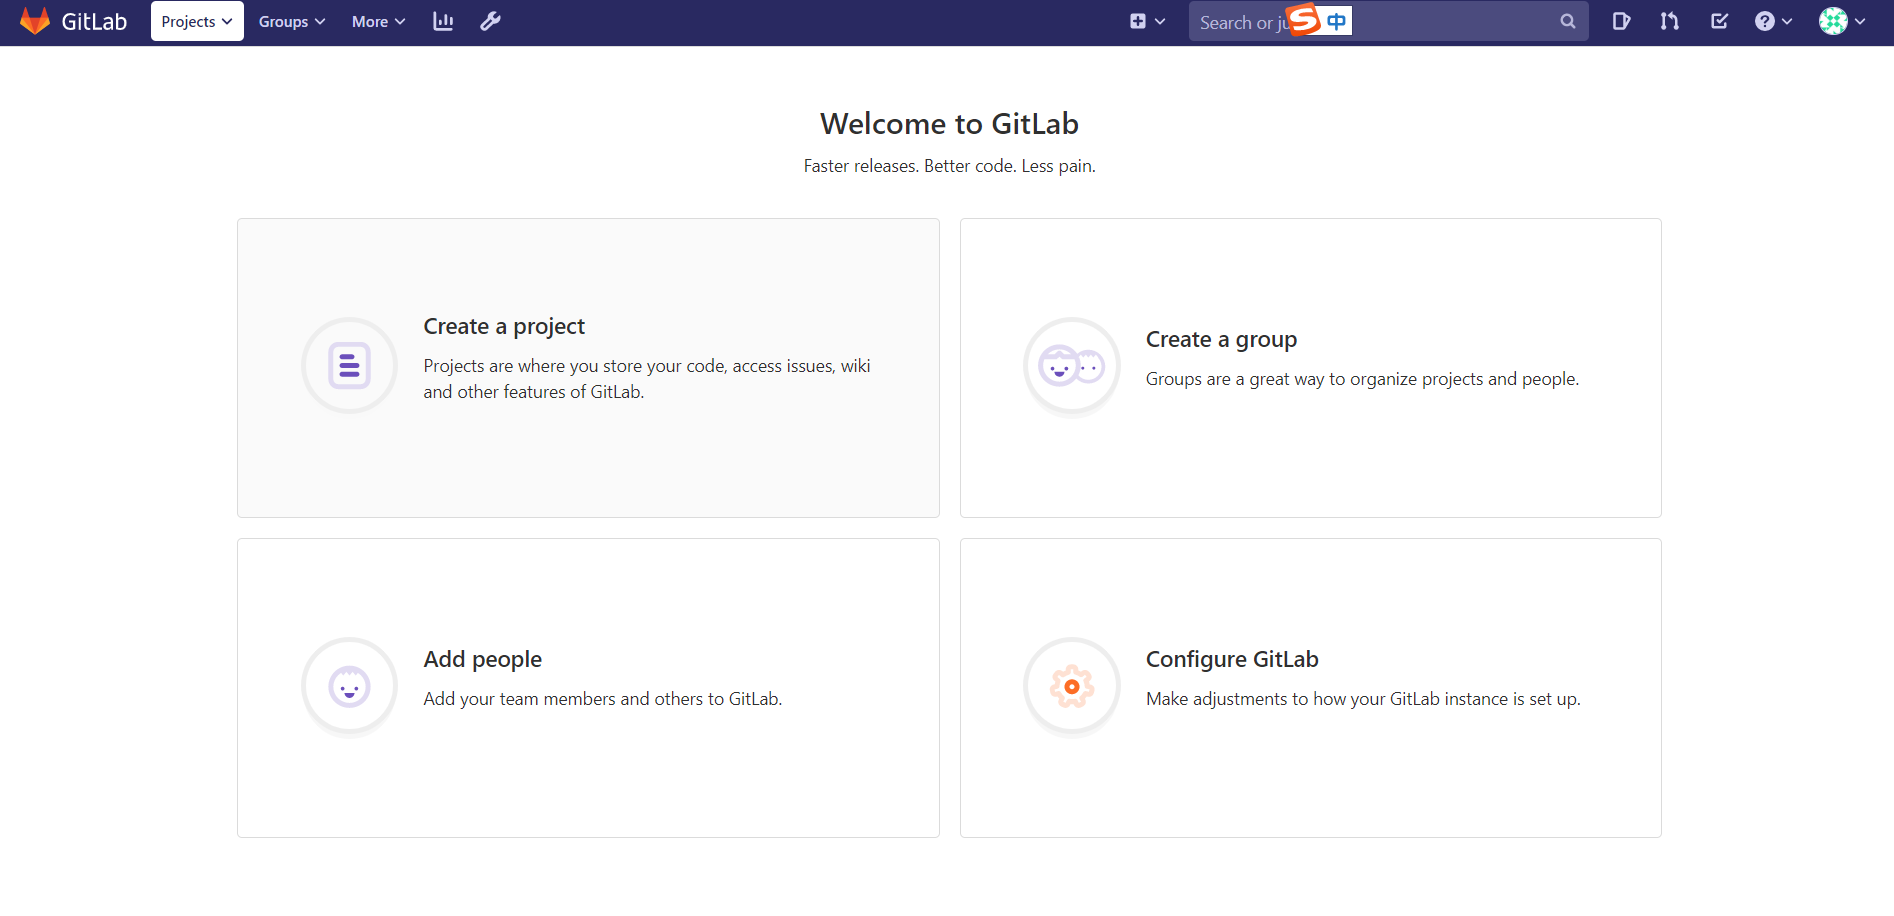 GitLab Projects Groups More Search or ju 中
Welcome to GitLab
Faster releases. Better code. Less pain.
Create a project
Projects are where you store your code, access issues, wiki
and other features of GitLab.
Create a group
Groups are a great way to organize projects and people.
Add people
Add your team members and others to GitLab.
Configure GitLab
Make adjustments to how your GitLab instance is set up.